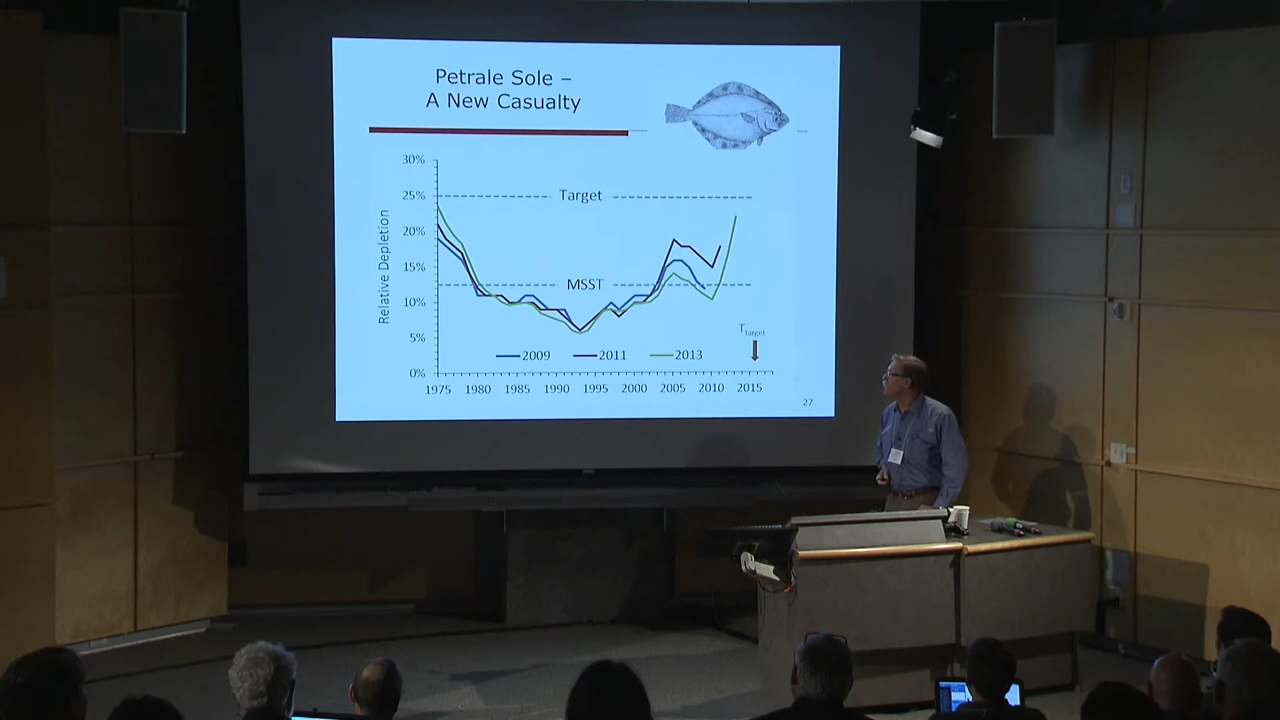 Petrale Sole –
A New Casualty
30%
25%
Target
20%
Relative Depletion
15%
MSST
10%
5%
T target
2009 2011 2013
0%
1975 1980 1985 1990 1995 2000 2005 2010 2015
27